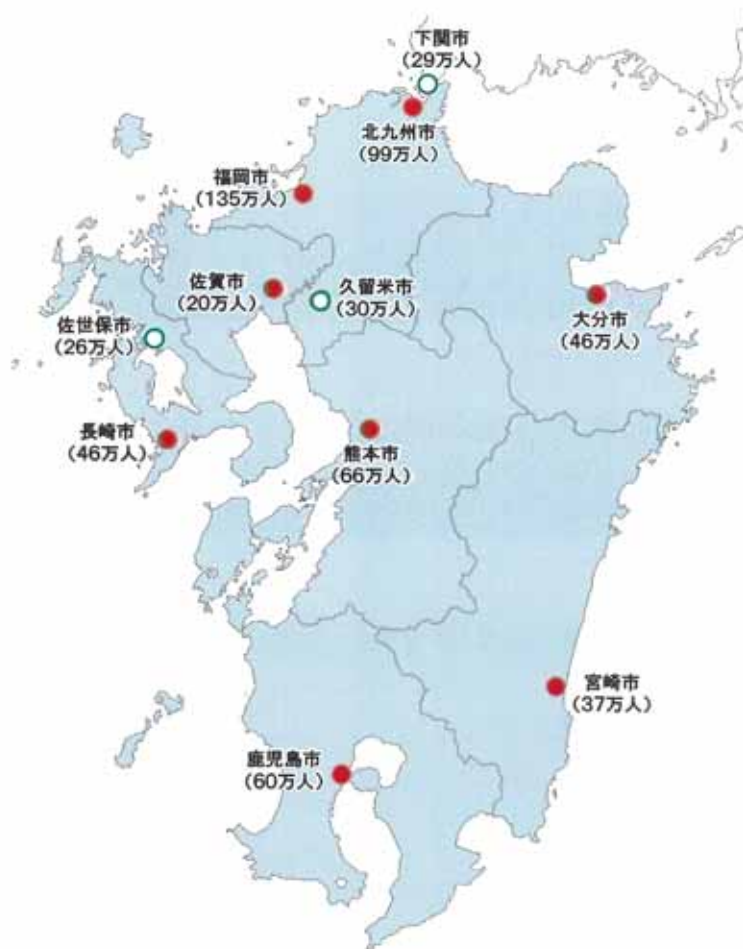 下関市
(29万人)
北九州市
(99万人)
福岡市
(135万人)
佐賀市
(20万人)
久留米市
(30万人)
大分市
(46万人)
佐世保市
(26万人)
長崎市
(46万人)
熊本市
(66万人)
宮崎市
(37万人)
鹿児島市
(60万人)